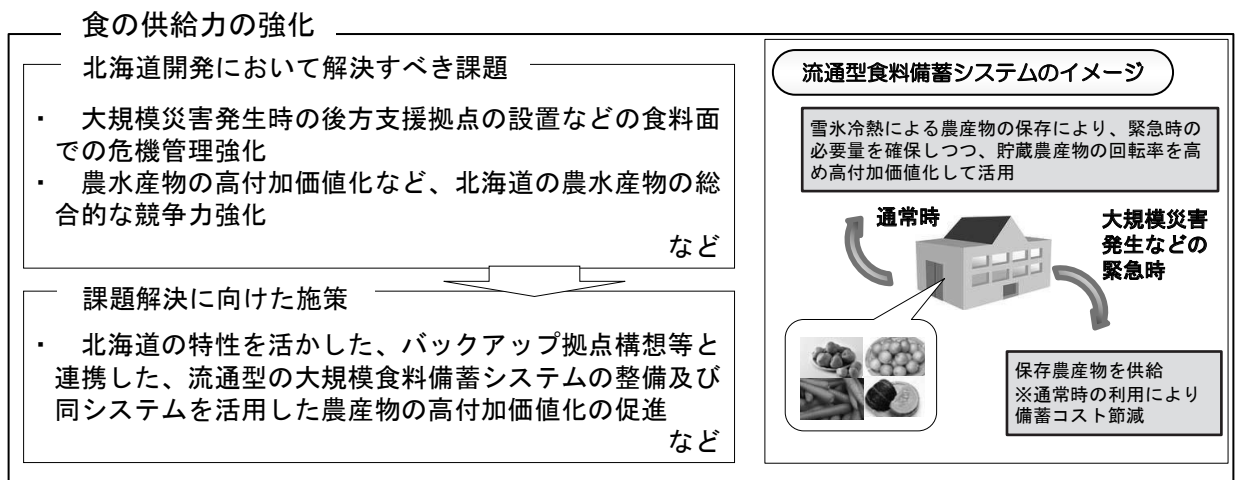 食の供給力の強化
北海道開発において解決すべき課題
・　大規模災害発生時の後方支援拠点の設置などの食料面
での危機管理強化
・　農水産物の高付加価値化など、北海道の農水産物の総
合的な競争力強化
など
課題解決に向けた施策
・　北海道の特性を活かした、バックアップ拠点構想等と
連携した、流通型の大規模食料備蓄システムの整備及び
同システムを活用した農産物の高付加価値化の促進
など
流通型食料備蓄システムのイメージ
雪氷冷熱による農産物の保存により、緊急時の
必要量を確保しつつ、貯蔵農産物の回転率を高
め高付加価値化して活用
通常時
大規模災害
発生などの
緊急時
保存農産物を供給
※通常時の利用により
備蓄コスト節減